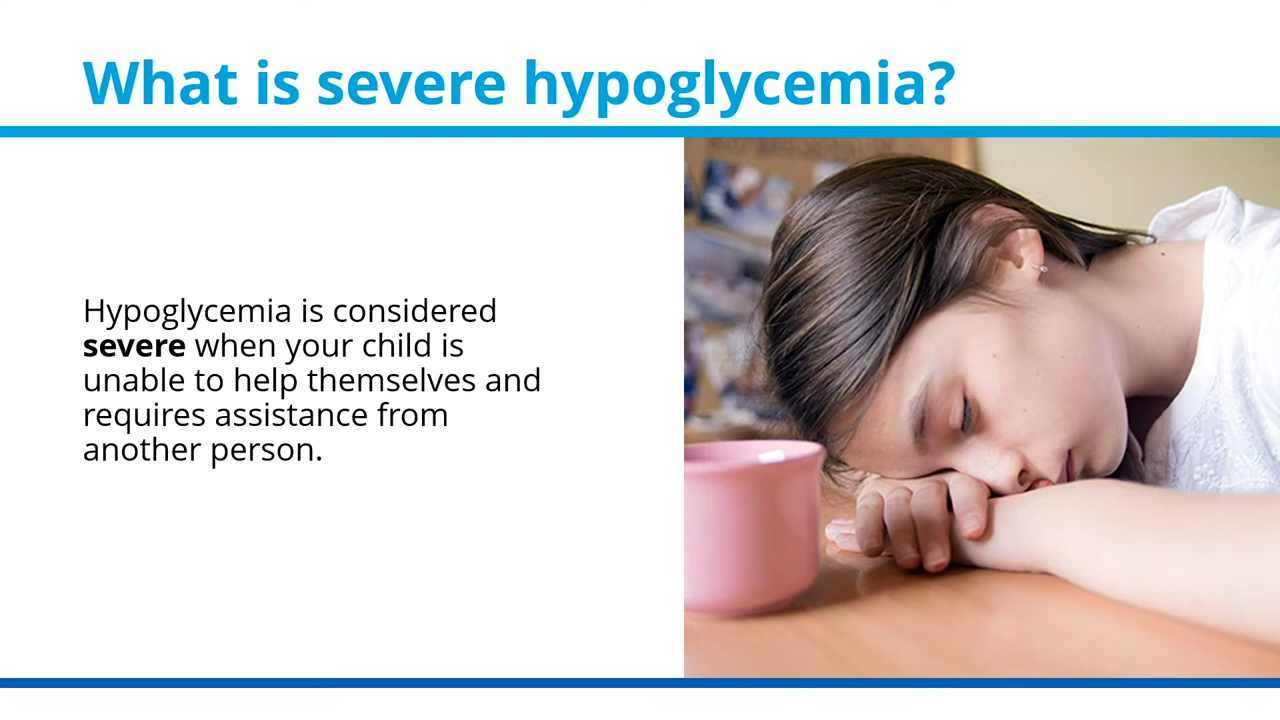 What is severe hypoglycemia?
Hypoglycemia is considered
severe when your child is
unable to help themselves and
requires assistance from
another person.